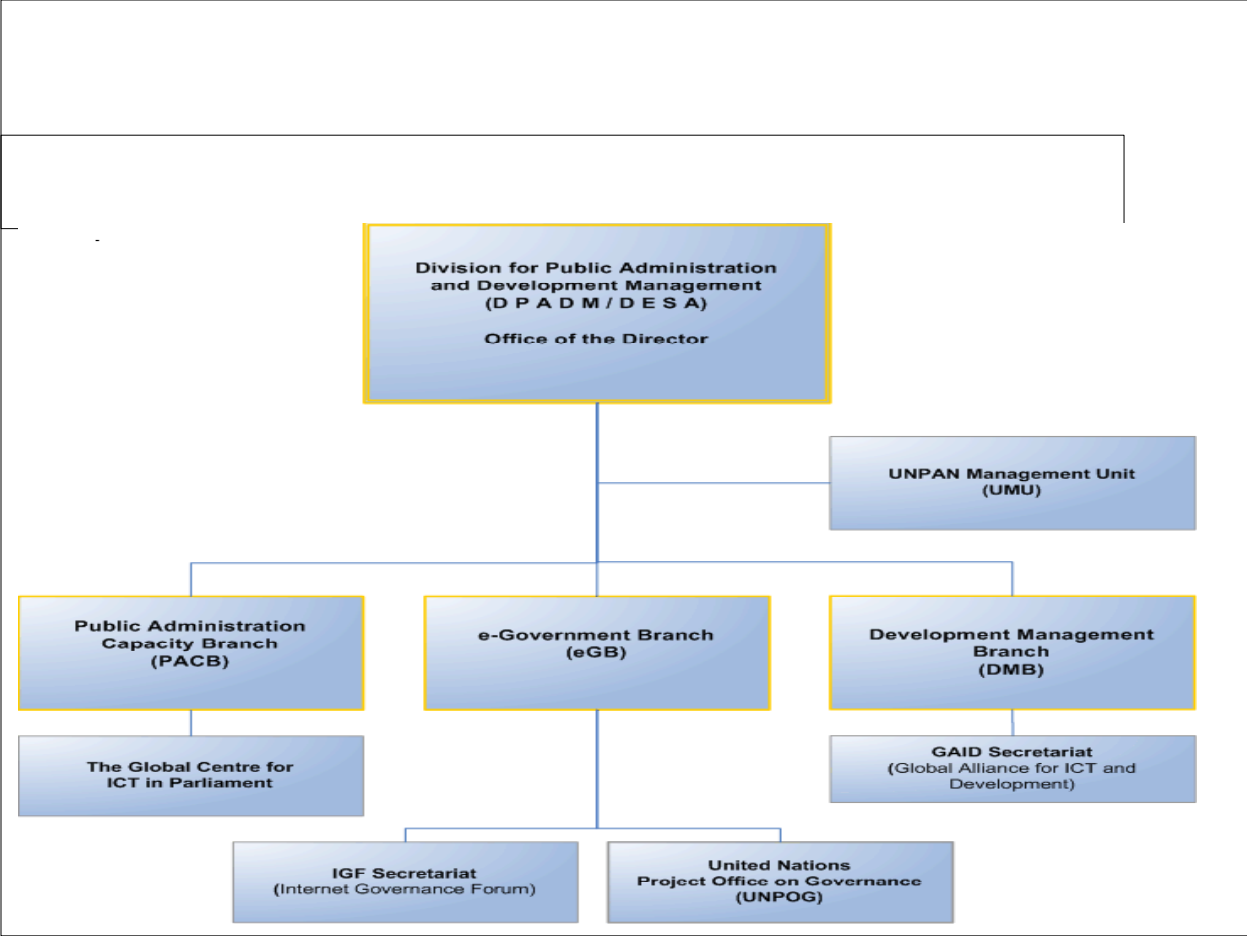 Division for Public Administration
and Development Management
(D P A D M / D E S A)
Office of the Director
UNPAN Management Unit
(UMU)
Public Administration
Capacity Branch
(PACB)
e-Government Branch
(eGB)
Development Management
Branch
(DMB)
The Global Centre for
ICT in Parliament
GAID Secretariat
(Global Alliance for ICT and
Development)
IGF Secretariat
(Internet Governance Forum)
United Nations
Project Office on Governance
(UNPOG)